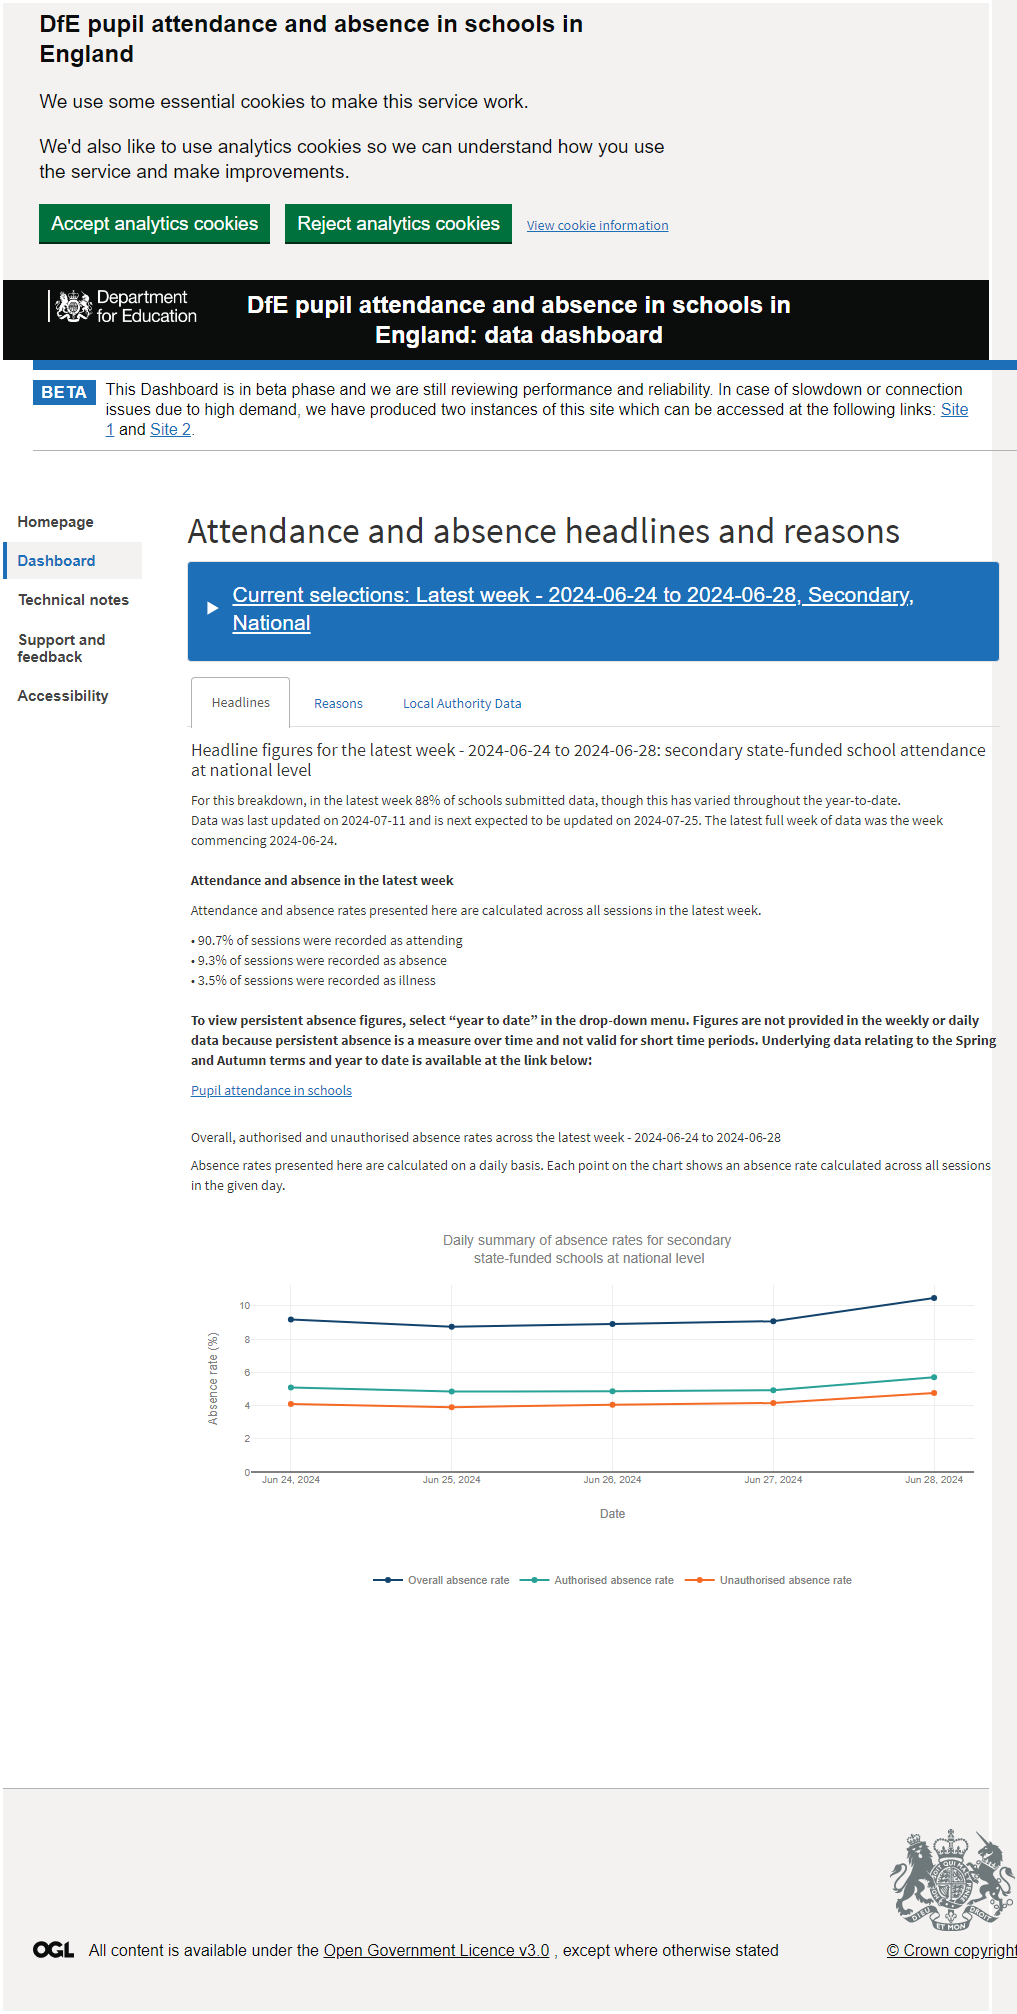 DfE pupil attendance and absence in schools in
England
We use some essential cookies to make this service work.
We'd also like to use analytics cookies so we can understand how you use
the service and make improvements.
Accept analytics cookies
Reject analytics cookies
View cookie information
Department
for Education
DfE pupil attendance and absence in schools in
England: data dashboard
BETA
This Dashboard is in beta phase and we are still reviewing performance and reliability. In case of slowdown or connection
issues due to high demand, we have produced two instances of this site which can be accessed at the following links: Site
1 and Site 2.
Homepage
Dashboard
Technical notes
Support and
feedback
Accessibility
Attendance and absence headlines and reasons
Current selections: Latest week - 2024-06-24 to 2024-06-28, Secondary,
National
Headlines
Reasons
Local Authority Data
Headline figures for the latest week - 2024-06-24 to 2024-06-28: secondary state-funded school attendance
at national level
For this breakdown, in the latest week 88% of schools submitted data, though this has varied throughout the year-to-date.
Data was last updated on 2024-07-11 and is next expected to be updated on 2024-07-25. The latest full week of data was the week
commencing 2024-06-24.
Attendance and absence in the latest week
Attendance and absence rates presented here are calculated across all sessions in the latest week.
• 90.7% of sessions were recorded as attending
• 9.3% of sessions were recorded as absence
• 3.5% of sessions were recorded as illness
To view persistent absence figures, select “year to date” in the drop-down menu. Figures are not provided in the weekly or daily
data because persistent absence is a measure over time and not valid for short time periods. Underlying data relating to the Spring
and Autumn terms and year to date is available at the link below:
Pupil attendance in schools
Overall, authorised and unauthorised absence rates across the latest week - 2024-06-24 to 2024-06-28
Absence rates presented here are calculated on a daily basis. Each point on the chart shows an absence rate calculated across all sessions
in the given day.
Daily summary of absence rates for secondary
state-funded schools at national level
Absence rate (%)
10
8
6
4
2
0
Jun 24, 2024
Jun 25, 2024
Jun 26, 2024
Jun 27, 2024
Jun 28, 2024
Date
Overall absence rate
Authorised absence rate
Unauthorised absence rate
DIEU ET MON DROIT
OGL
All content is available under the Open Government Licence v3.0 , except where otherwise stated
© Crown copyright